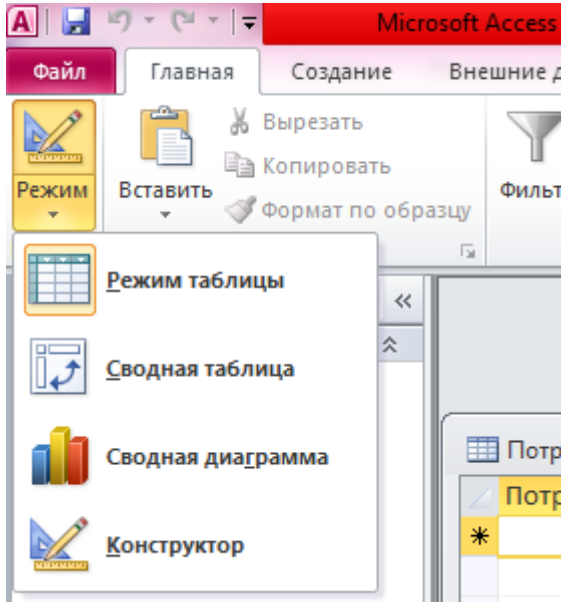 Microsoft Access
Файл Главная Создание Внешние д
Режим
Вставить
Вырезать
Копировать
Формат по образцу
Фильт
Режим таблицы
Сводная таблица
Сводная диаграмма
Конструктор
Потр
Потр